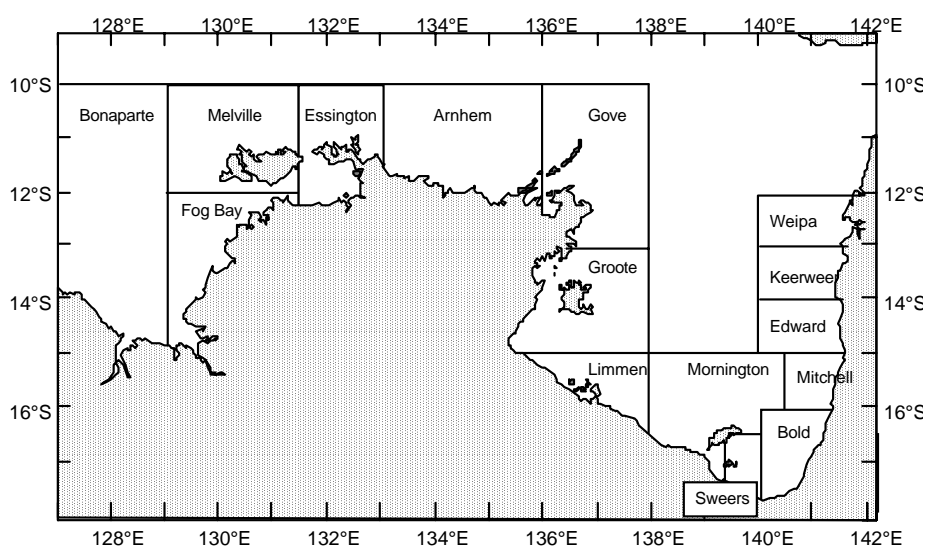 128°E 130°E 132°E 134°E 136°E 138°E 140°E 142°E
10°S 10°S
Bonaparte Melville Essington Arnhem Gove
12°S 12°S
Fog Bay Weipa
Groote Keerweer
14°S 14°S
Edward
Limmen Mornington Mitchell
16°S 16°S
Bold
Sweers
128°E 130°E 132°E 134°E 136°E 138°E 140°E 142°E